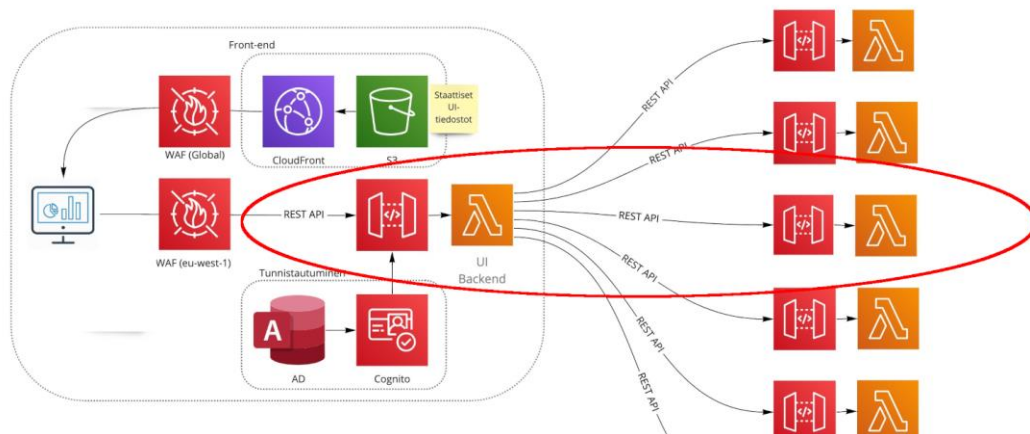 Front-end
Staattiset
UI-
tiedostot
WAF (Global)
CloudFront
S3
REST API
REST API
REST API
REST API
WAF (eu-west-1)
UI
Backend
REST API
Tunnistautuminen
REST API
REST API
A
AD
Cognito